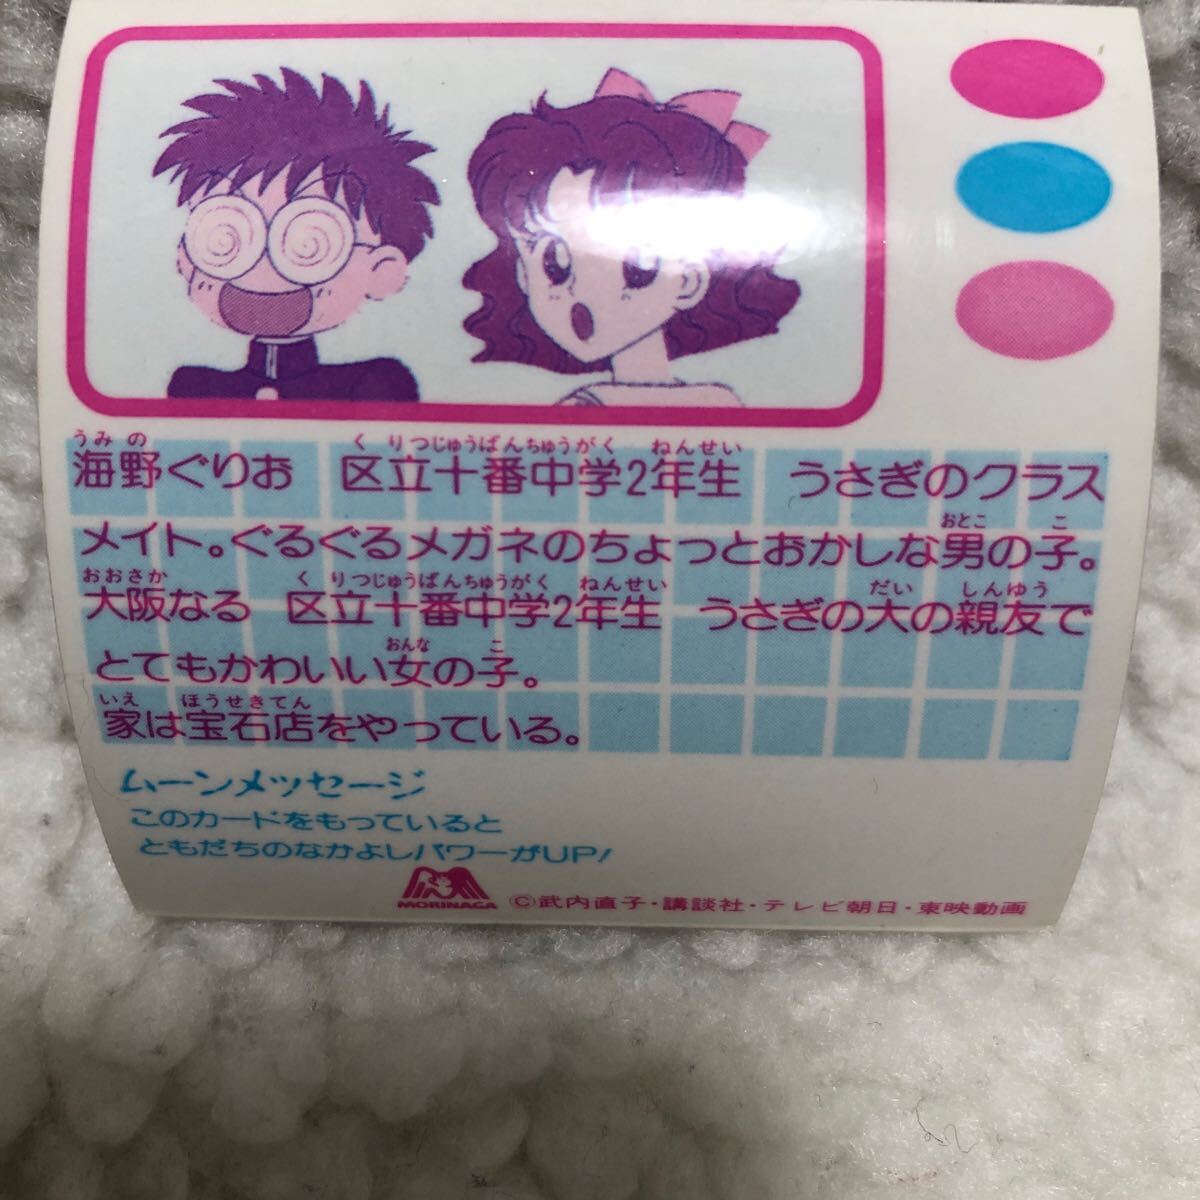 うみの くりつじゅうばんちゅうがく ねんせい
海野ぐりお 区立十番中学2年生 うさぎのクラス
おとこ こ
メイト。ぐるぐるメガネのちょっとおかしな男の子。
おおさか くりつじゅうばんちゅうがく ねんせい だい しんゆう
大阪なる 区立十番中学2年生 うさぎの大の親友で
おんな こ
とてもかわいい女の子。
いえ ほうせきてん
家は宝石店をやっている。
ムーンメッセージ
このカードをもっていると
ともだちのなかよしパワーがUP!
MORINAGA ©武内直子・講談社・テレビ朝日・東映動画